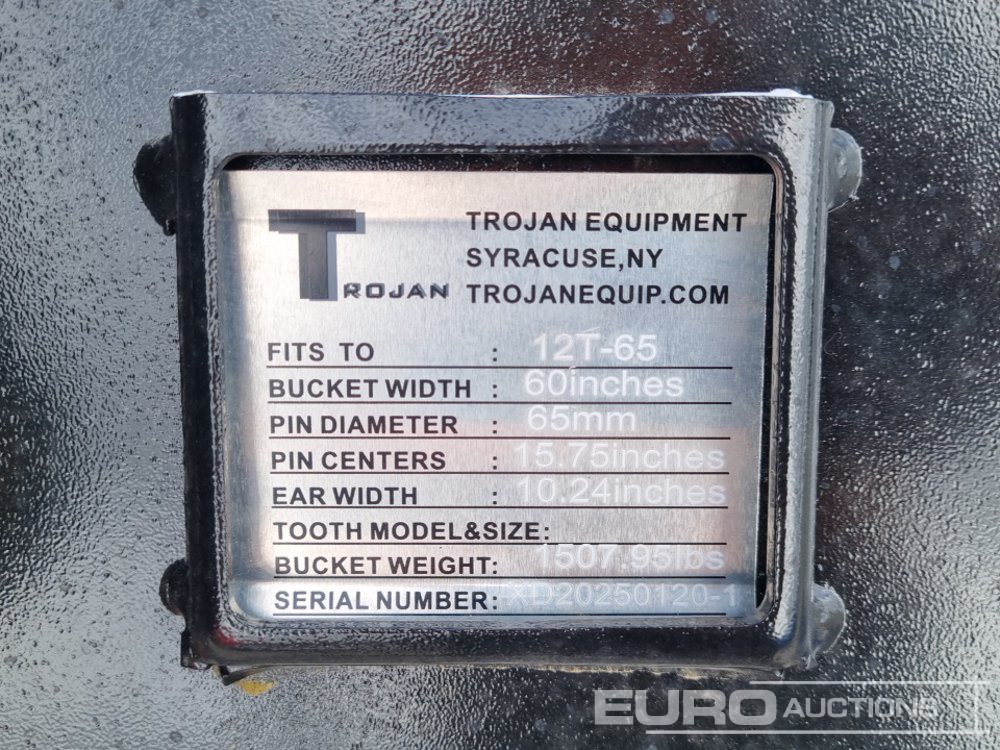 TROJAN
TROJAN EQUIPMENT
SYRACUSE,NY
TROJANEQUIP.COM
FITS TO : 12T-65
BUCKET WIDTH : 60inches
PIN DIAMETER : 65mm
PIN CENTERS : 15.75inches
EAR WIDTH : 10.24inches
TOOTH MODEL&SIZE:
BUCKET WEIGHT: 1507.95lbs
SERIAL NUMBER: XD20250120-1
EURO AUCTIONS